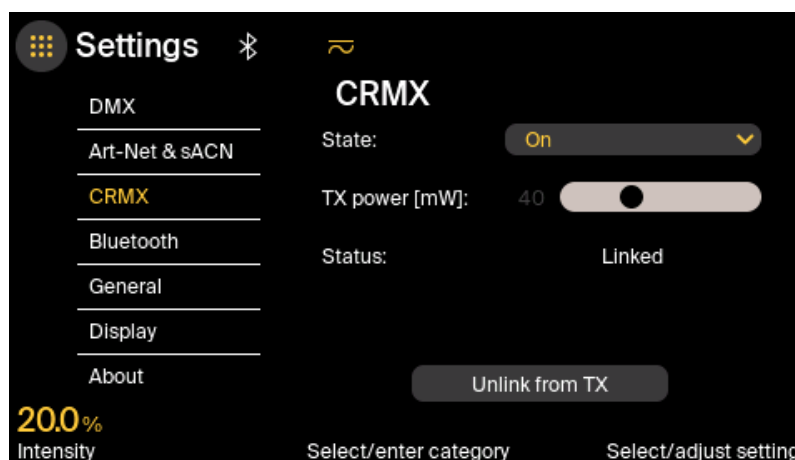 Settings
DMX
Art-Net & sACN
CRMX
Bluetooth
General
Display
About
CRMX
State: On
TX power [mW]: 40
Status: Linked
Unlink from TX
20.0%
Intensity
Select/enter category
Select/adjust setting